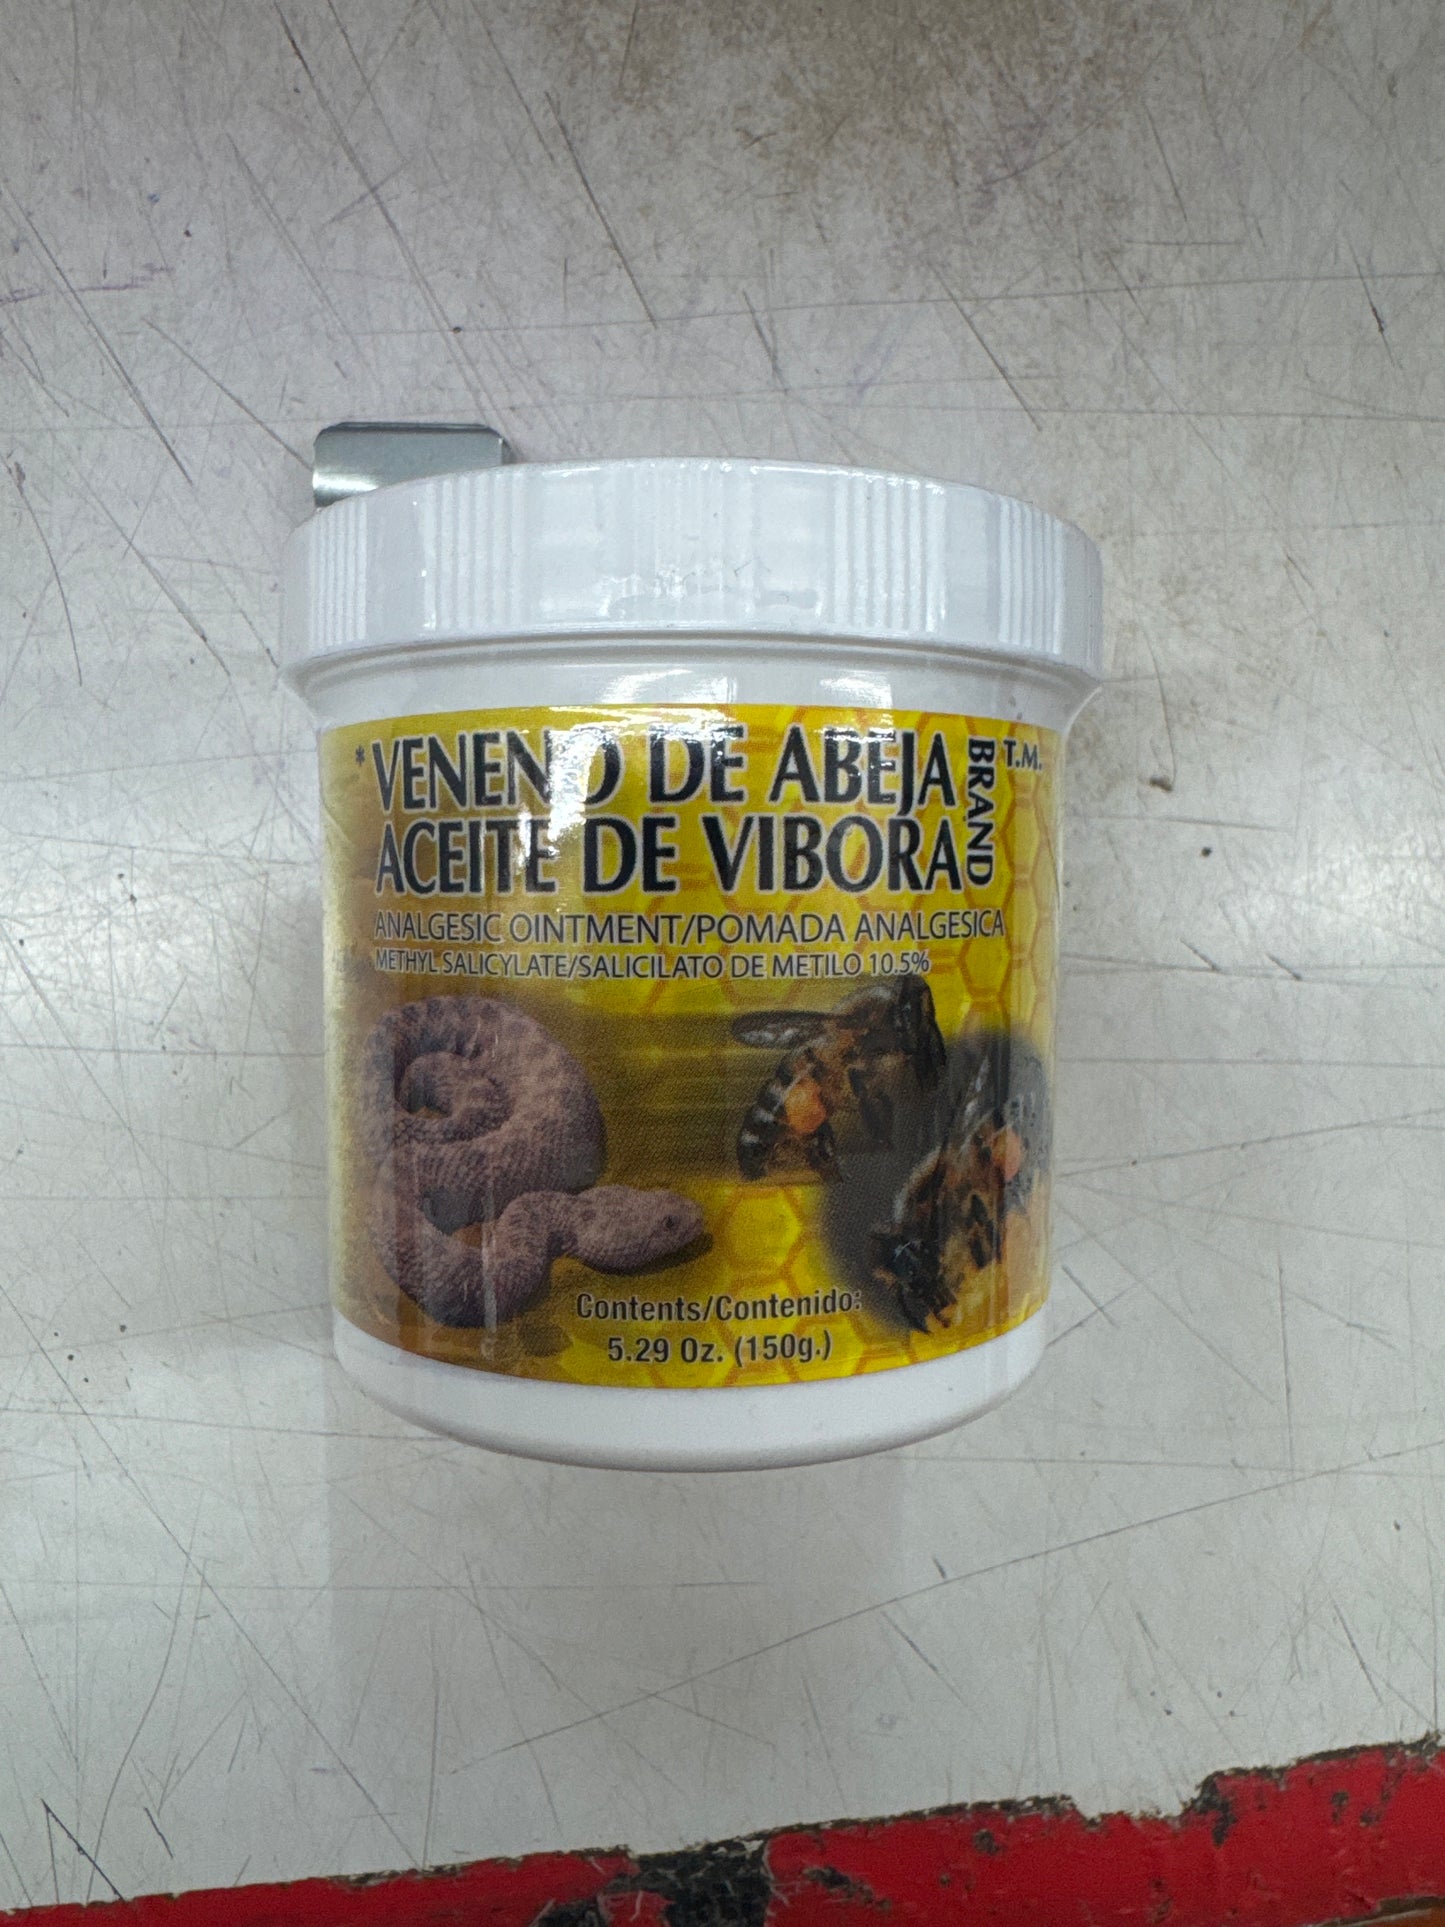 * VENENO DE ABEJA
ACEITE DE VIBORA
BRAND
T.M.
ANALGESIC OINTMENT/POMADA ANALGESICA
METHYL SALICYLATE/SALICILATO DE METILO 10.5%
Contents/Contenido:
5.29 Oz. (150g.)